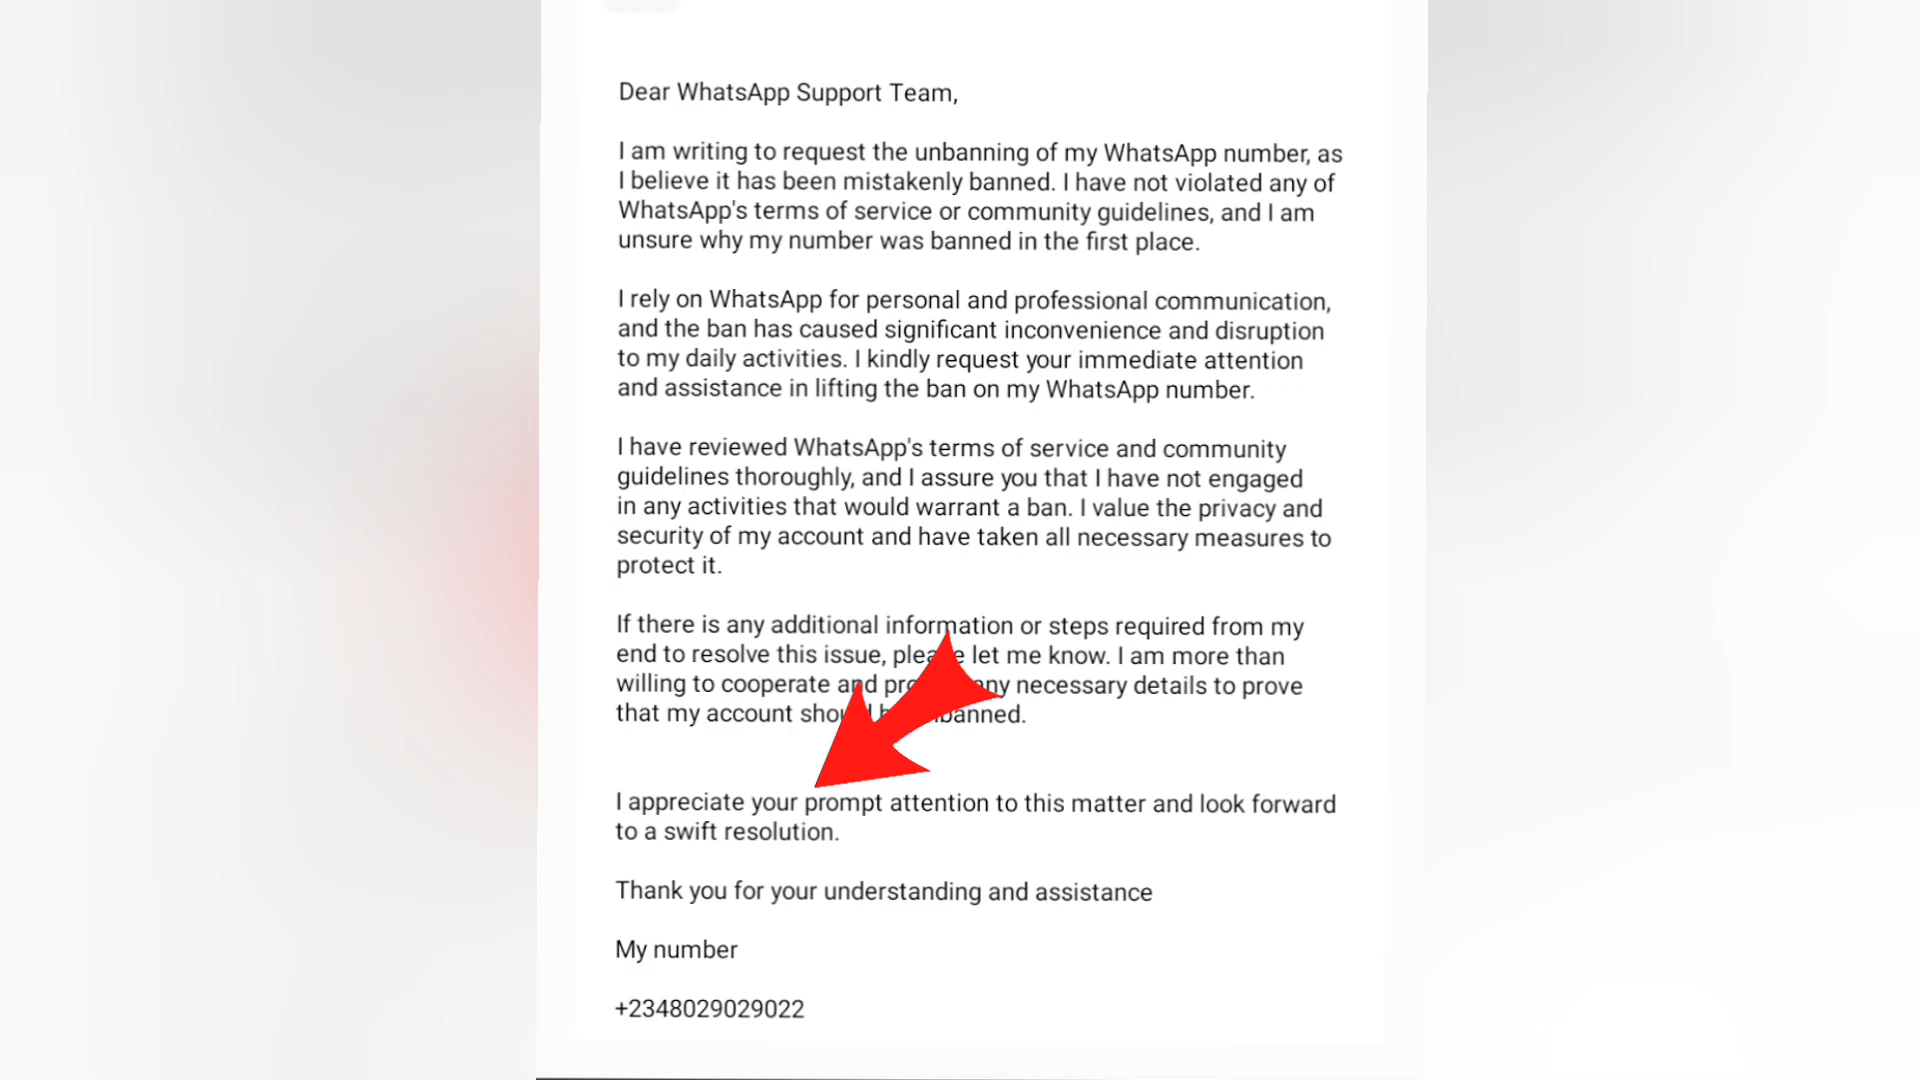 Dear WhatsApp Support Team,
I am writing to request the unbanning of my WhatsApp number, as
I believe it has been mistakenly banned. I have not violated any of
WhatsApp's terms of service or community guidelines, and I am
unsure why my number was banned in the first place.
I rely on WhatsApp for personal and professional communication,
and the ban has caused significant inconvenience and disruption
to my daily activities. I kindly request your immediate attention
and assistance in lifting the ban on my WhatsApp number.
I have reviewed WhatsApp's terms of service and community
guidelines thoroughly, and I assure you that I have not engaged
in any activities that would warrant a ban. I value the privacy and
security of my account and have taken all necessary measures to
protect it.
If there is any additional information or steps required from my
end to resolve this issue, please let me know. I am more than
willing to cooperate and any necessary details to prove
that my account
I appreciate your prompt attention to this matter and look forward
to a swift resolution.
Thank you for your understanding and assistance
My number
+2348029029022